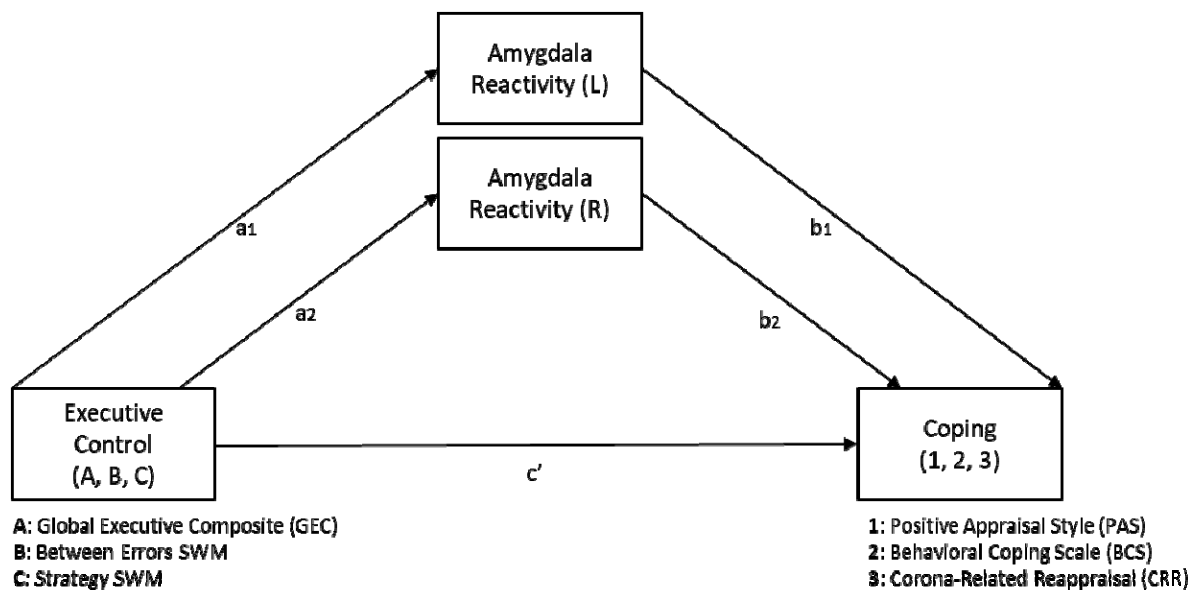 Amygdala
Reactivity (L)
Amygdala
Reactivity (R)
a1
b1
a2
b2
Executive
Control
(A, B, C)
Coping
(1, 2, 3)
c'
A: Global Executive Composite (GEC)
B: Between Errors SWM
C: Strategy SWM
1: Positive Appraisal Style (PAS)
2: Behavioral Coping Scale (BCS)
3: Corona-Related Reappraisal (CRR)